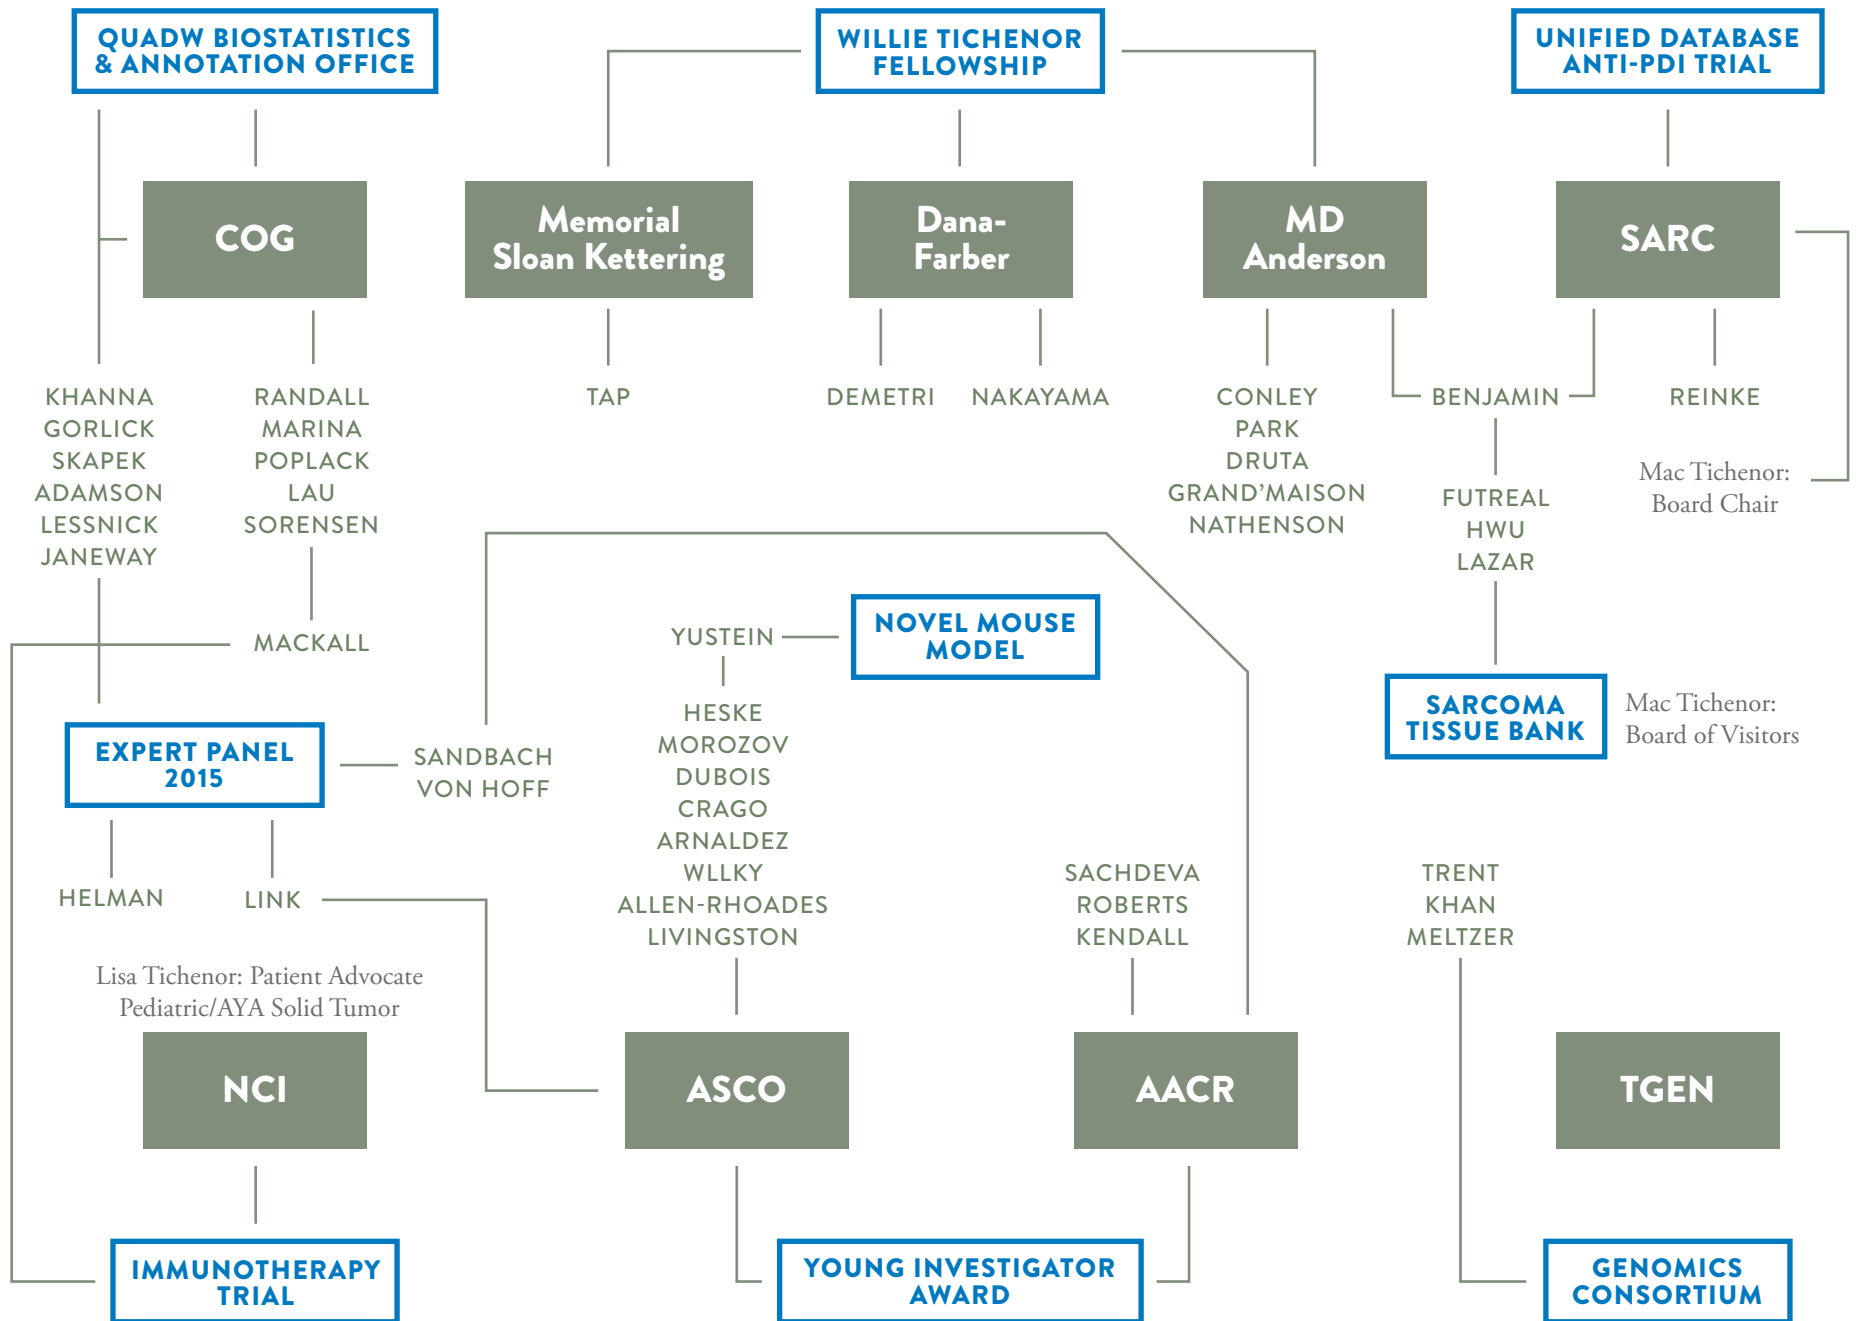 QUADW BIOSTATISTICS
& ANNOTATION OFFICE
WILLIE TICHENOR
FELLOWSHIP
UNIFIED DATABASE
ANTI-PDI TRIAL
COG
Memorial
Sloan Kettering
Dana-
Farber
MD
Anderson
SARC
KHANNA
GORLICK
SKAPEK
ADAMSON
LESSNICK
JANEWAY
RANDALL
MARINA
POPLACK
LAU
SORENSEN
MACKALL
TAP
DEMETRI
NAKAYAMA
CONLEY
PARK
DRUTA
GRAND'MAISON
NATHENSON
BENJAMIN
FUTREAL
HWU
LAZAR
REINKE
Mac Tichenor:
Board Chair
YUSTEIN
NOVEL MOUSE
MODEL
HESKE
MOROZOV
DUBOIS
CRAGO
ARNALDEZ
WLLKY
ALLEN-RHOADES
LIVINGSTON
SARCOMA
TISSUE BANK
Mac Tichenor:
Board of Visitors
EXPERT PANEL
2015
SANDBACH
VON HOFF
HELMAN
LINK
SACHDEVA
ROBERTS
KENDALL
TRENT
KHAN
MELTZER
Lisa Tichenor: Patient Advocate
Pediatric/AYA Solid Tumor
NCI
ASCO
AACR
TGEN
IMMUNOTHERAPY
TRIAL
YOUNG INVESTIGATOR
AWARD
GENOMICS
CONSORTIUM